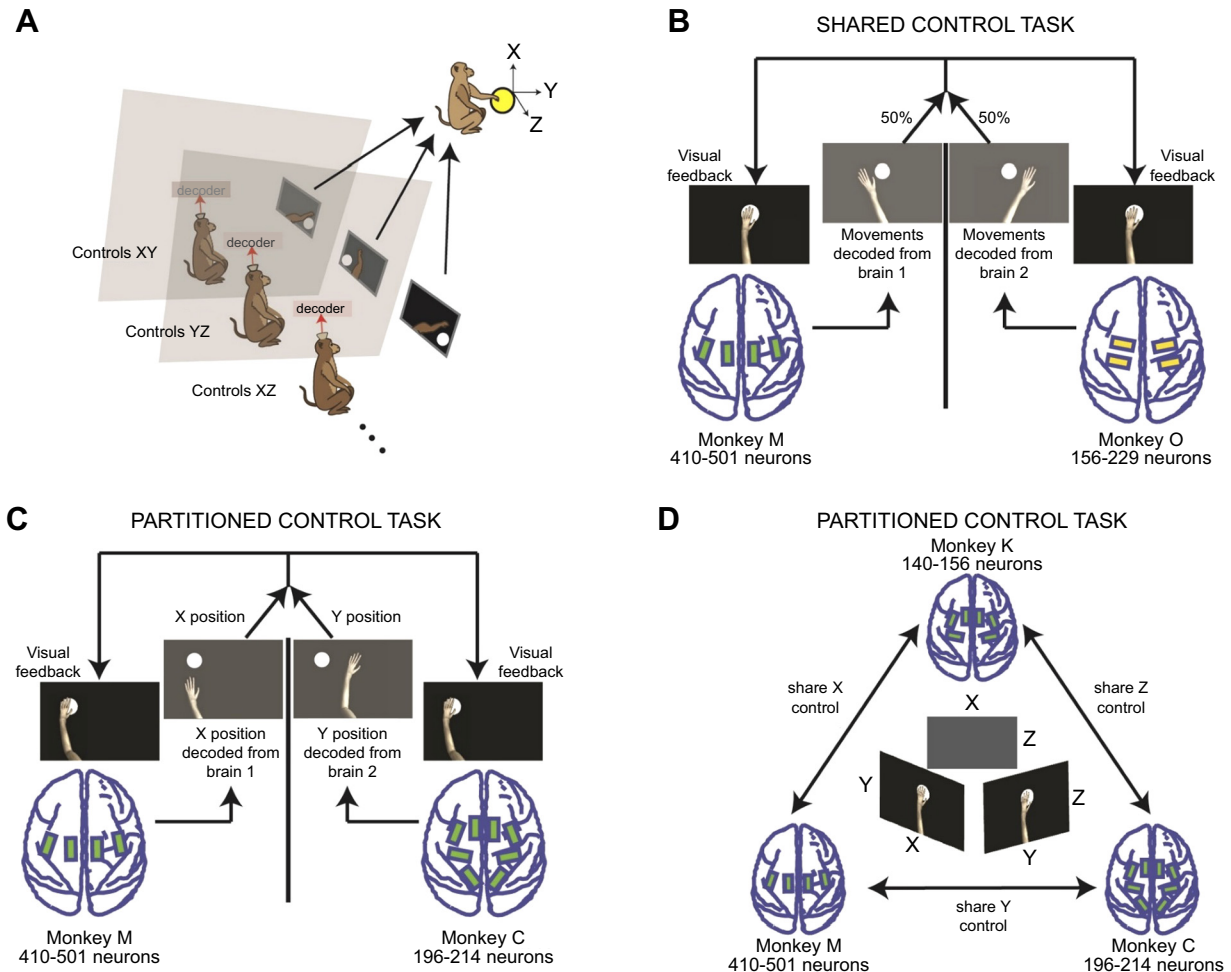 A
X
Y
Z
decoder
Controls XY
decoder
Controls YZ
decoder
Controls XZ
B
SHARED CONTROL TASK
50%
50%
Visual
feedback
Visual
feedback
Movements
decoded from
brain 1
Movements
decoded from
brain 2
Monkey M
410-501 neurons
Monkey O
156-229 neurons
C
PARTITIONED CONTROL TASK
X position
Y position
Visual
feedback
Visual
feedback
X position
decoded from
brain 1
Y position
decoded from
brain 2
Monkey M
410-501 neurons
Monkey C
196-214 neurons
D
PARTITIONED CONTROL TASK
Monkey K
140-156 neurons
share X
control
share Z
control
X
Z
Y
X
Z
Y
share Y
control
Monkey M
410-501 neurons
Monkey C
196-214 neurons